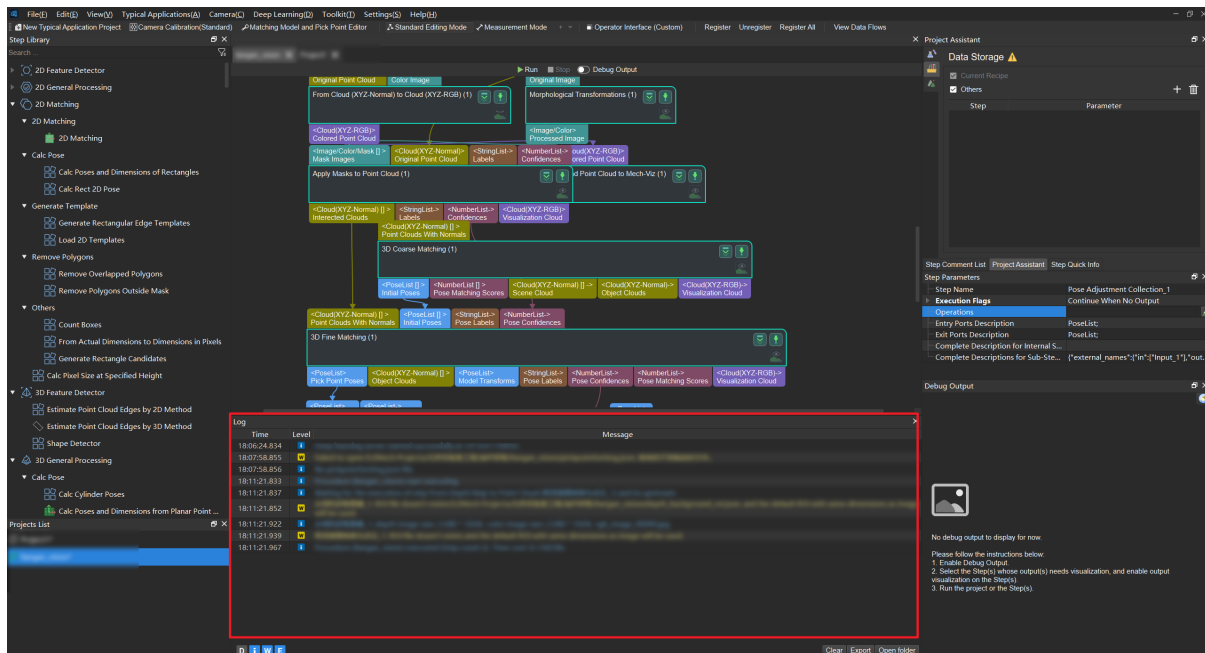 File(F) Edit(E) View(V) Typical Applications(A) Camera(C) Deep Learning(D) Toolkit(T) Settings(S) Help(H)
New Typical Application Project Camera Calibration(Standard) Matching Model and Pick Point Editor Standard Editing Mode Measurement Mode Operator Interface (Custom) Register Unregister Register All View Data Flows
Step Library
Search ...
2D Feature Detector
2D General Processing
2D Matching
2D Matching
2D Matching
Calc Pose
Calc Poses and Dimensions of Rectangles
Calc Rect 2D Pose
Generate Template
Generate Rectangular Edge Templates
Load 2D Templates
Remove Polygons
Remove Overlapped Polygons
Remove Polygons Outside Mask
Others
Count Boxes
From Actual Dimensions to Dimensions in Pixels
Generate Rectangle Candidates
Calc Pixel Size at Specified Height
3D Feature Detector
Estimate Point Cloud Edges by 2D Method
Estimate Point Cloud Edges by 3D Method
Shape Detector
3D General Processing
Calc Pose
Calc Cylinder Poses
Calc Poses and Dimensions from Planar Point ...
Projects List
Run Stop Debug Output
Original Point Cloud Color Image Original Image
From Cloud (XYZ-Normal) to Cloud (XYZ-RGB) (1) Morphological Transformations (1)
<Cloud(XYZ-RGB)> <Image/Color>
Colored Point Cloud Processed Image
<Image/Color/Mask [] > <Cloud(XYZ-Normal)> <StringList-> <NumberList-> oud(XYZ-RGB)>
Mask Images Original Point Cloud Labels Confidences ored Point Cloud
Apply Masks to Point Cloud (1) d Point Cloud to Mech-Viz (1)
<Cloud(XYZ-Normal) [] > <StringList-> <NumberList-> <Cloud(XYZ-RGB)->
Interected Clouds Labels Confidences Visualization Cloud
<Cloud(XYZ-Normal) [] >
Point Clouds With Normals
3D Coarse Matching (1)
<PoseList [] > <NumberList [] > <Cloud(XYZ-Normal) [] -> <Cloud(XYZ-Normal)-> <Cloud(XYZ-RGB)->
Initial Poses Pose Matching Scores Scene Cloud Object Clouds Visualization Cloud
<Cloud(XYZ-Normal) [] > <PoseList [] > <StringList-> <NumberList->
Point Clouds With Normals Initial Poses Pose Labels Pose Confidences
3D Fine Matching (1)
<PoseList> <Cloud(XYZ-Normal) [] > <PoseList> <StringList-> <NumberList-> <NumberList-> <Cloud(XYZ-RGB)->
Pick Point Poses Object Clouds Model Transforms Pose Labels Pose Confidences Pose Matching Scores Visualization Cloud
<PoseList> <PoseList->
Log
Time Level Message
18:06:24.834 i
18:07:58.855 W
18:07:58.856 i
18:11:21.833 i
18:11:21.837 i
18:11:21.852 W
18:11:21.922 i
18:11:21.939 W
18:11:21.967 i
D i W E Clear Export Open folder
Project Assistant
Data Storage
Current Recipe
Others
Step Parameter
Step Comment List Project Assistant Step Quick Info
Step Parameters
Step Name Pose Adjustment Collection_1
Execution Flags Continue When No Output
Operations
Entry Ports Description PoseList;
Exit Ports Description PoseList;
Complete Description for Internal S...
Complete Descriptions for Sub-Ste... {"external_names":{"in":["Input_1"],"out.
Debug Output
No debug output to display for now.
Please follow the instructions below:
1. Enable Debug Output.
2. Select the Step(s) whose output(s) needs visualization, and enable output
visualization on the Step(s).
3. Run the project or the Step(s).